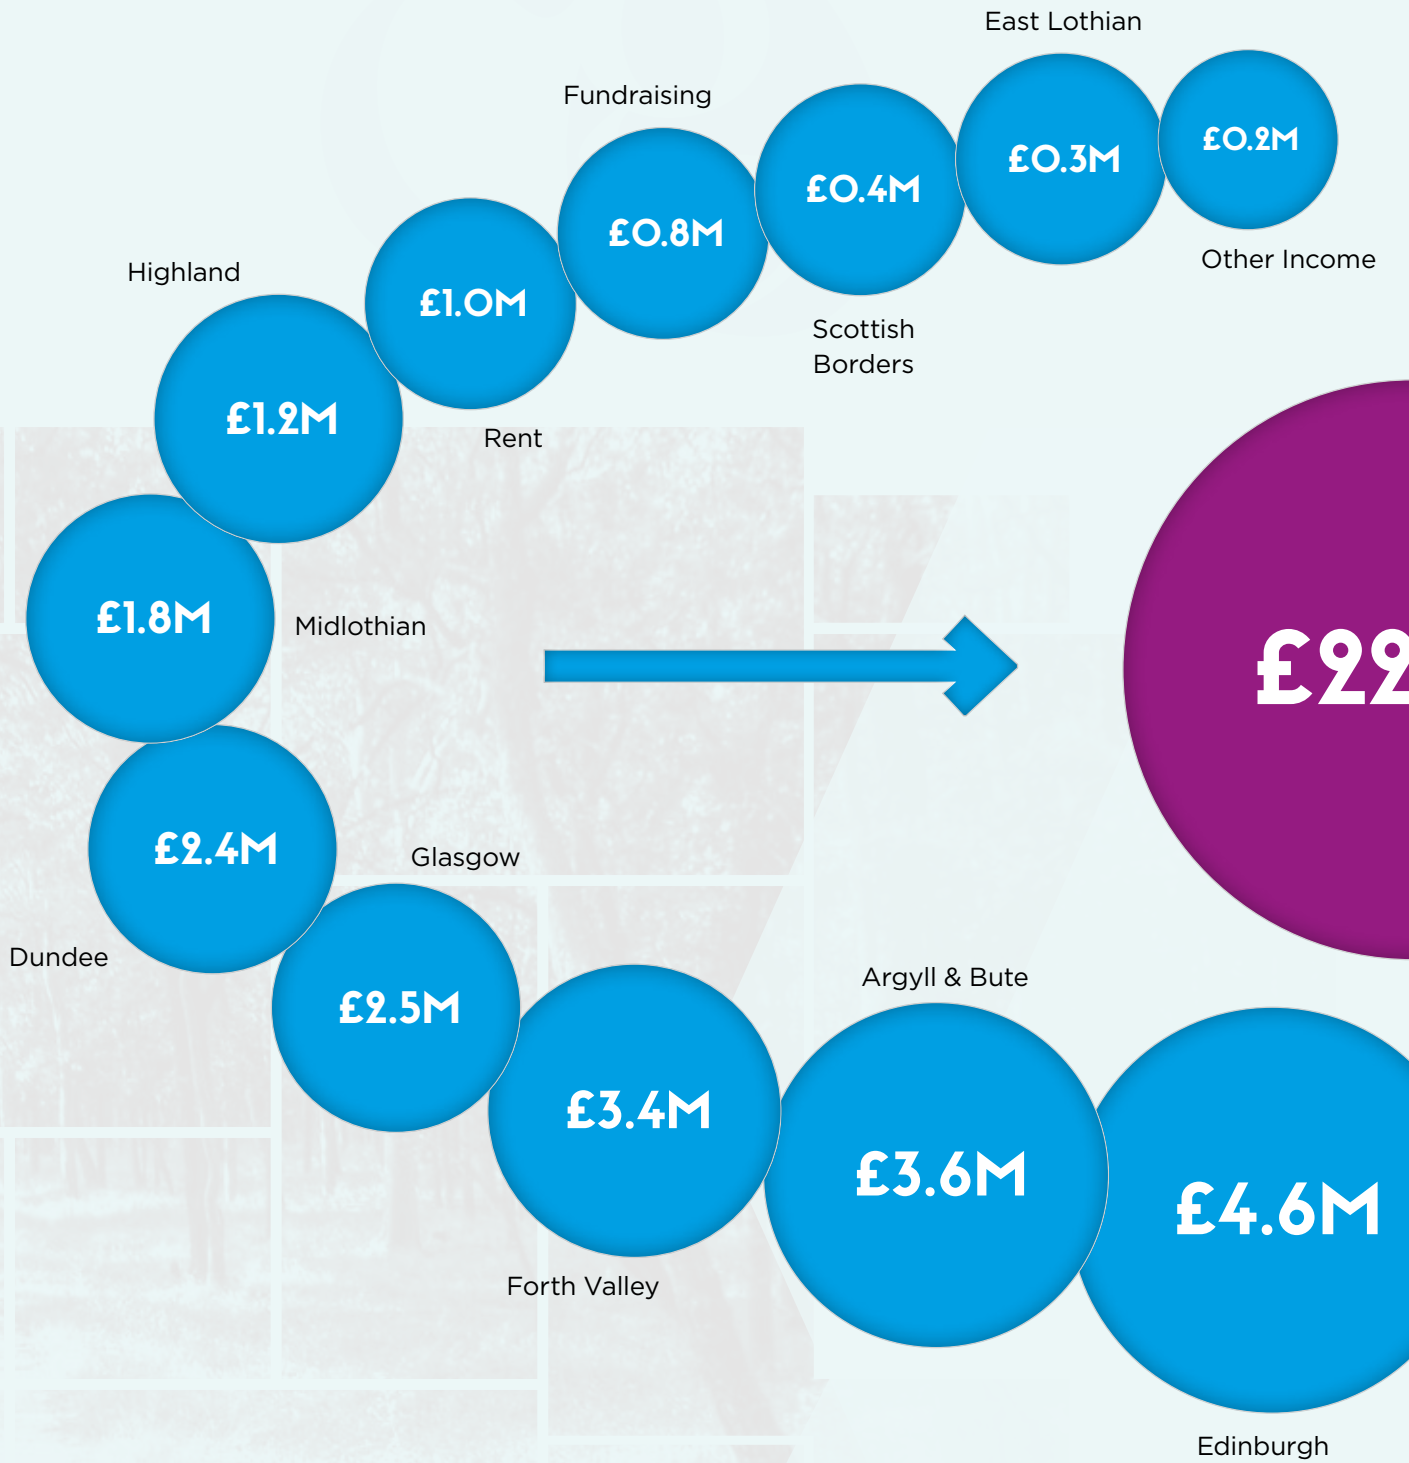 East Lothian
£0.2M
Other Income
£0.3M
Fundraising
£0.4M
Scottish
Borders
£0.8M
£1.0M
Rent
Highland
£1.2M
£1.8M
Midlothian
£22
£2.4M
Dundee
Glasgow
£2.5M
£3.4M
Forth Valley
Argyll & Bute
£3.6M
£4.6M
Edinburgh